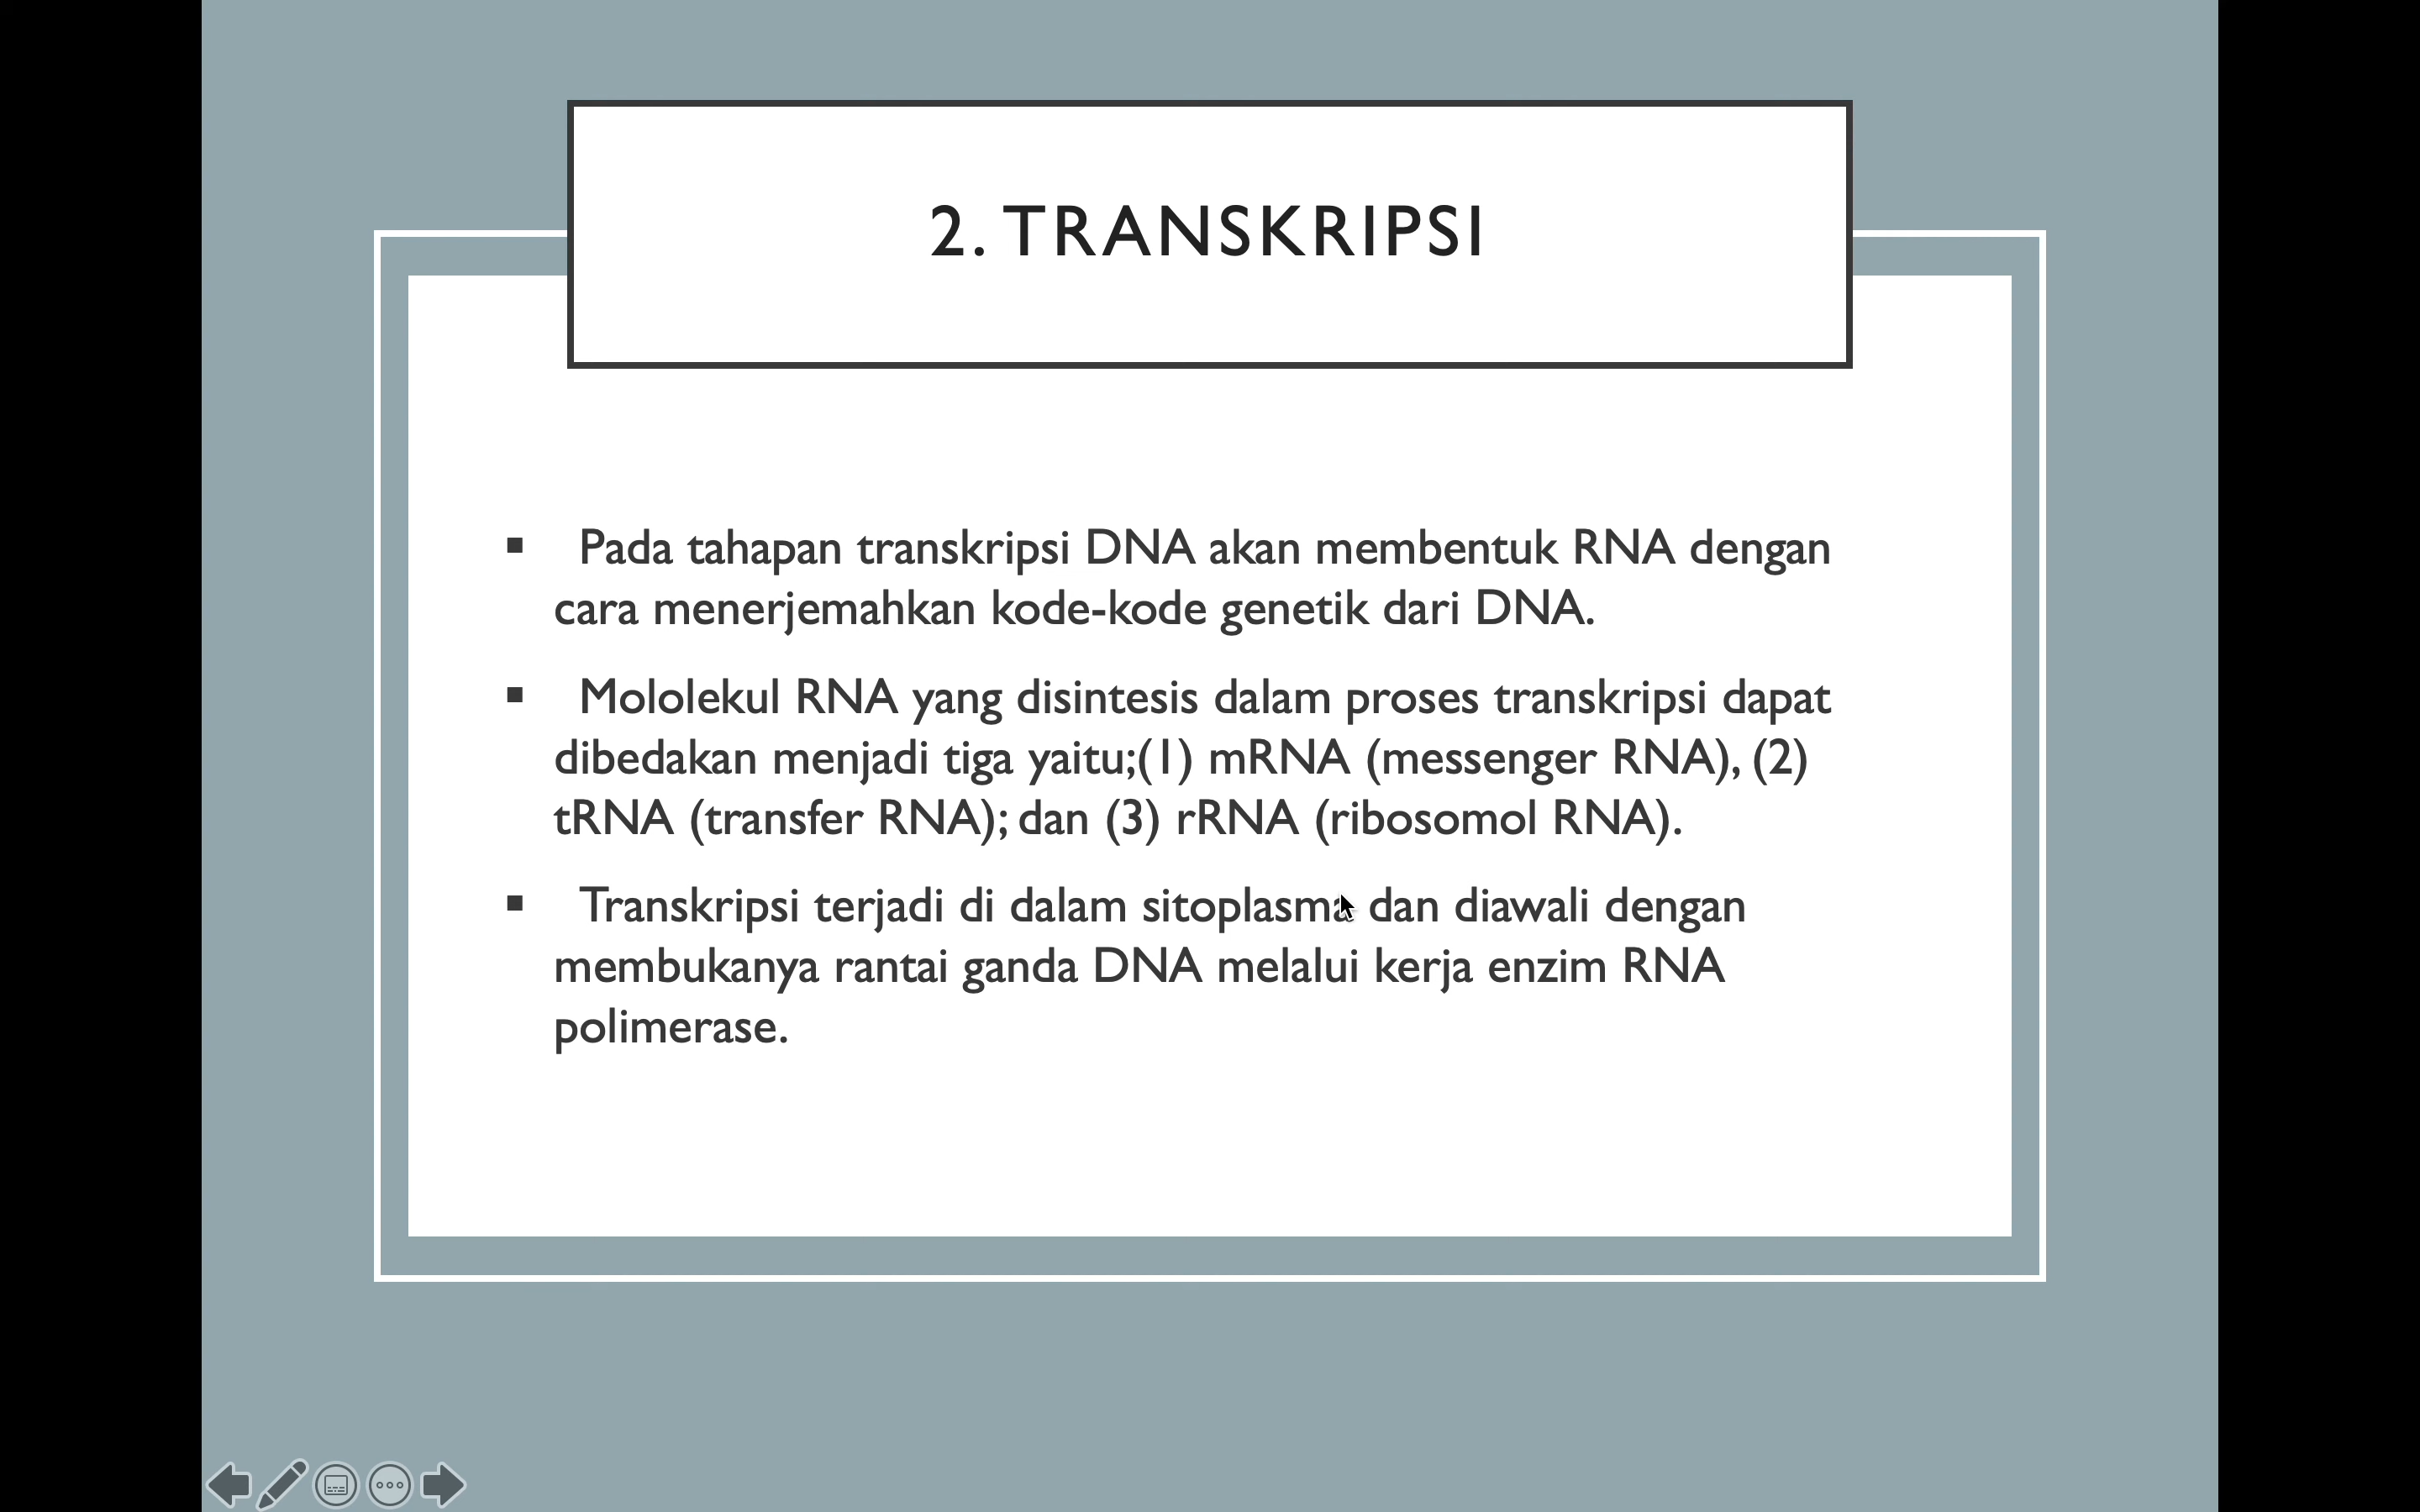 2. TRANSKRIPSI
▪ Pada tahapan transkripsi DNA akan membentuk RNA dengan
cara menerjemahkan kode-kode genetik dari DNA.
▪ Mololekul RNA yang disintesis dalam proses transkripsi dapat
dibedakan menjadi tiga yaitu;(1) mRNA (messenger RNA), (2)
tRNA (transfer RNA); dan (3) rRNA (ribosomol RNA).
▪ Transkripsi terjadi di dalam sitoplasma dan diawali dengan
membukanya rantai ganda DNA melalui kerja enzim RNA
polimerase.